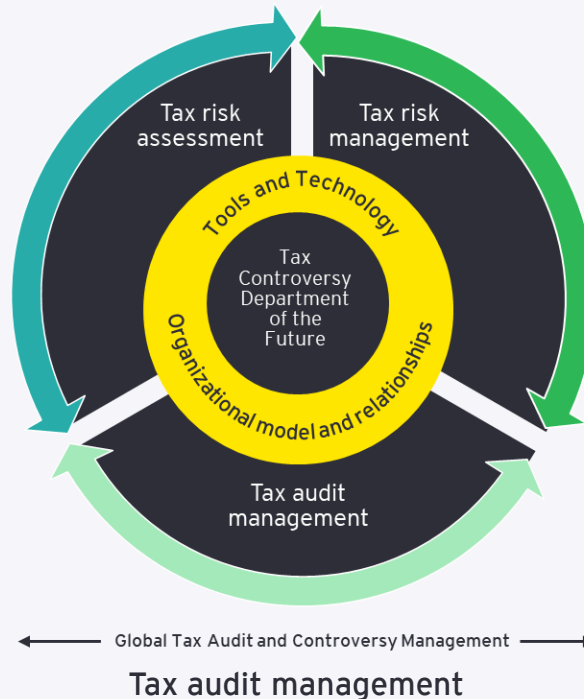 Tax risk
assessment
Tax risk
management
Tools and Technology
Tax
Controversy
Department
of the
Future
Organizational model and relationships
Tax audit
management
Global Tax Audit and Controversy Management
Tax audit management